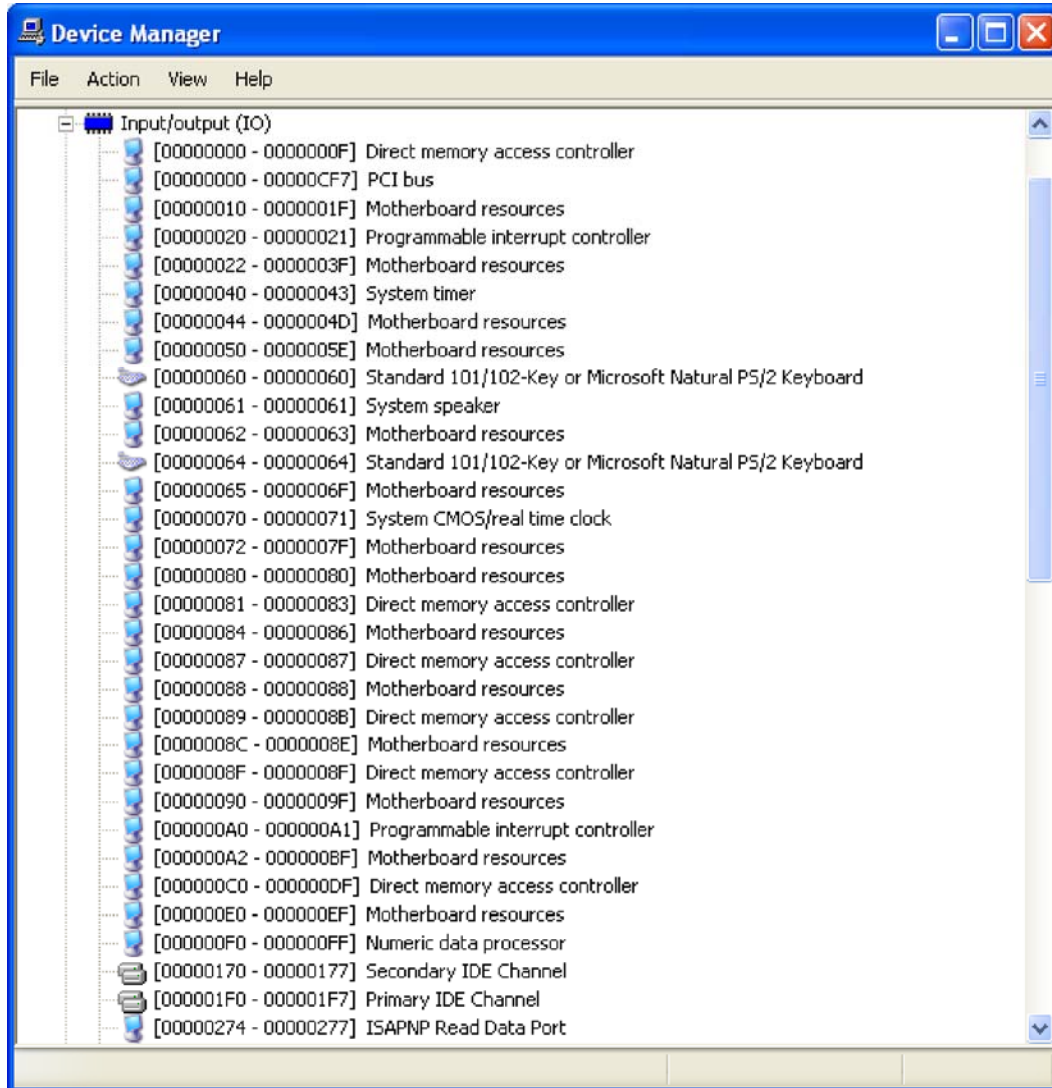 Device Manager
File Action View Help
Input/output (IO)
[00000000 - 0000000F] Direct memory access controller
[00000000 - 00000CF7] PCI bus
[00000010 - 0000001F] Motherboard resources
[00000020 - 00000021] Programmable interrupt controller
[00000022 - 0000003F] Motherboard resources
[00000040 - 00000043] System timer
[00000044 - 0000004D] Motherboard resources
[00000050 - 0000005E] Motherboard resources
[00000060 - 00000060] Standard 101/102-Key or Microsoft Natural PS/2 Keyboard
[00000061 - 00000061] System speaker
[00000062 - 00000063] Motherboard resources
[00000064 - 00000064] Standard 101/102-Key or Microsoft Natural PS/2 Keyboard
[00000065 - 0000006F] Motherboard resources
[00000070 - 00000071] System CMOS/real time clock
[00000072 - 0000007F] Motherboard resources
[00000080 - 00000080] Motherboard resources
[00000081 - 00000083] Direct memory access controller
[00000084 - 00000086] Motherboard resources
[00000087 - 00000087] Direct memory access controller
[00000088 - 00000088] Motherboard resources
[00000089 - 0000008B] Direct memory access controller
[0000008C - 0000008E] Motherboard resources
[0000008F - 0000008F] Direct memory access controller
[00000090 - 0000009F] Motherboard resources
[000000A0 - 000000A1] Programmable interrupt controller
[000000A2 - 000000BF] Motherboard resources
[000000C0 - 000000DF] Direct memory access controller
[000000E0 - 000000EF] Motherboard resources
[000000F0 - 000000FF] Numeric data processor
[00000170 - 00000177] Secondary IDE Channel
[000001F0 - 000001F7] Primary IDE Channel
[00000274 - 00000277] ISAPNP Read Data Port